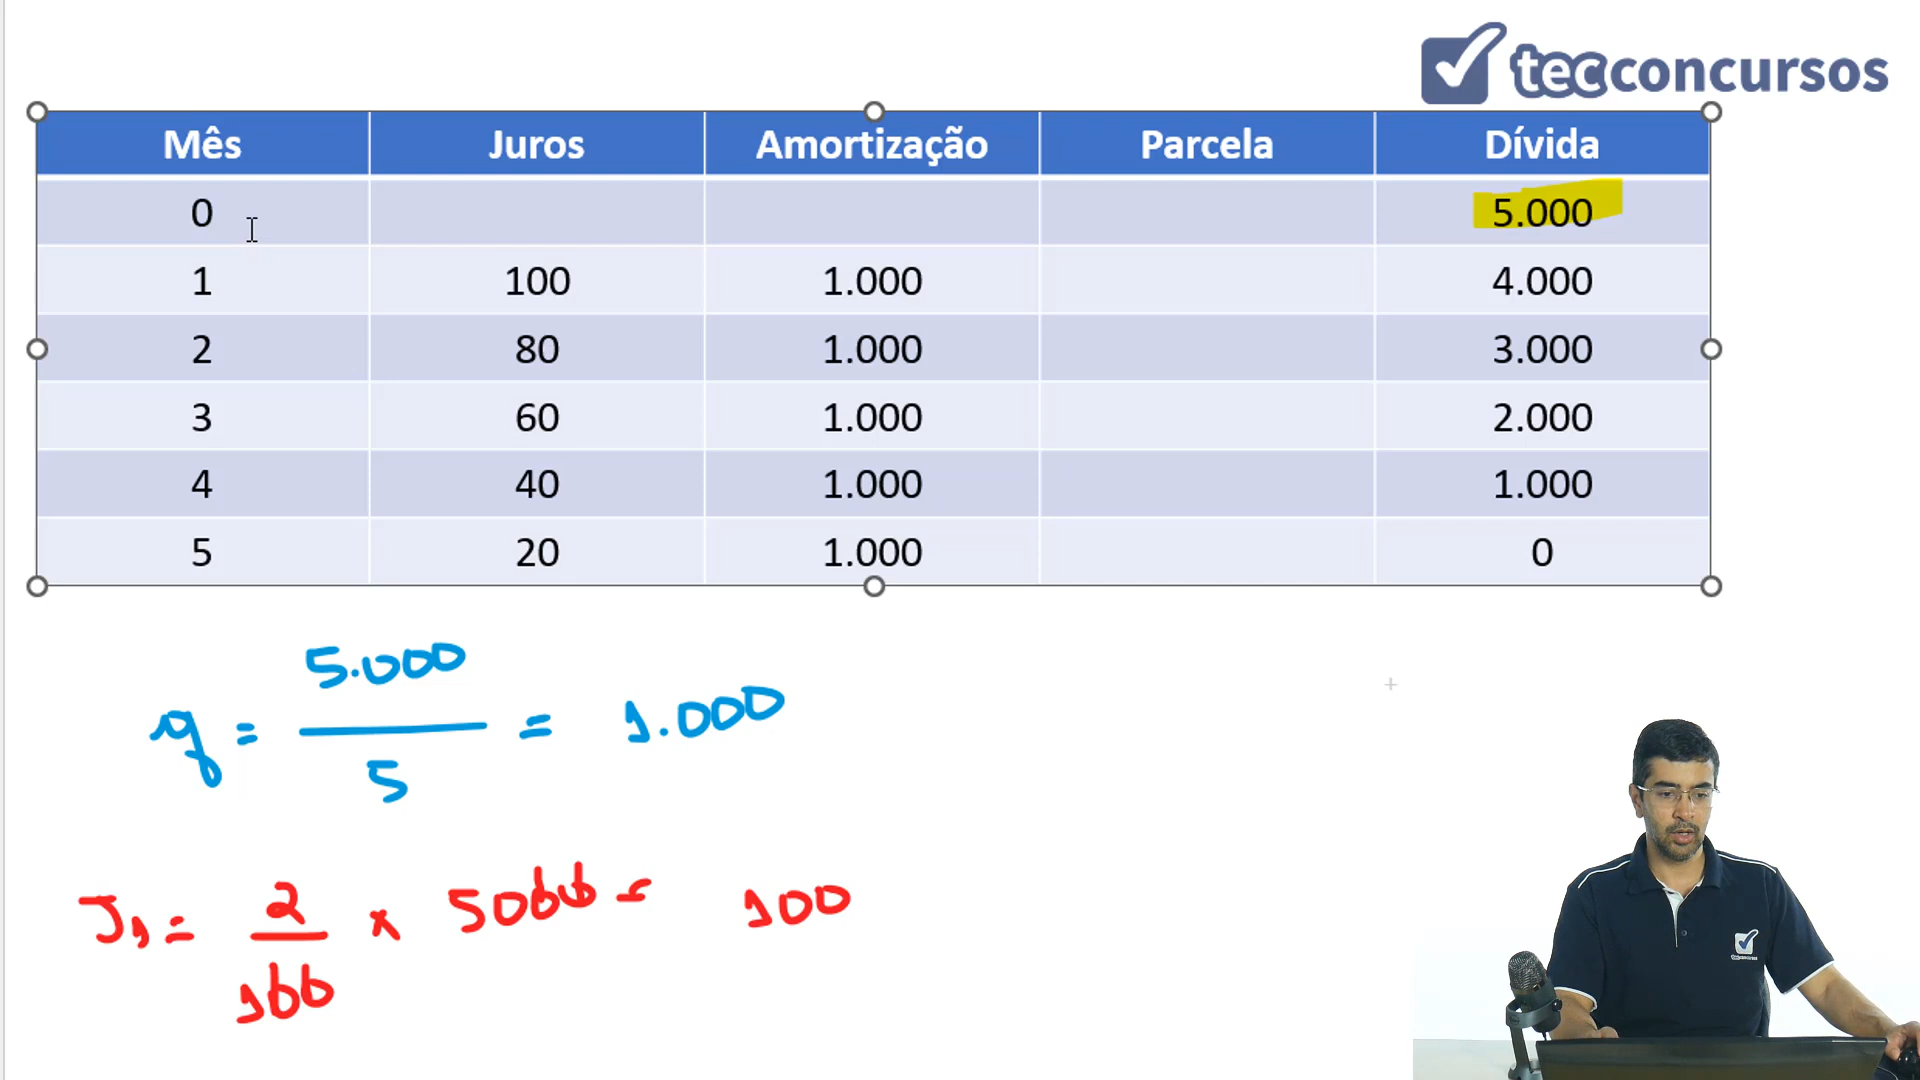 tecconcursos
Mês Juros Amortização Parcela Dívida
0 5.000
1 100 1.000 4.000
2 80 1.000 3.000
3 60 1.000 2.000
4 40 1.000 1.000
5 20 1.000 0
q = 5.000 / 5 = 1.000
J1 = 2 / 100 x 5000 = 100